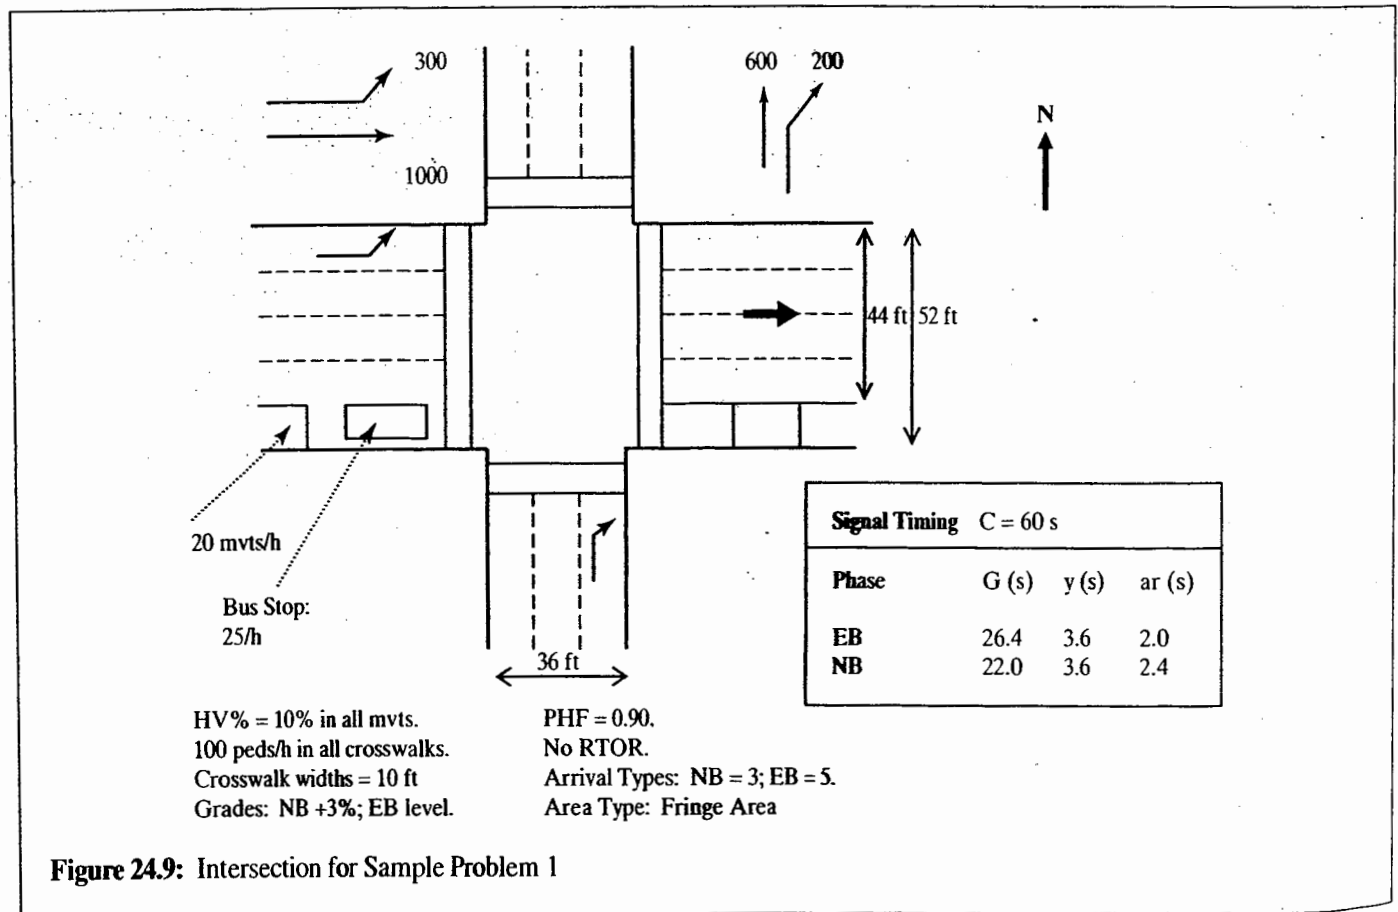 300
1000
600 200
N
44 ft 52 ft
20 mvts/h
Bus Stop:
25/h
36 ft
Signal Timing C = 60 s
Phase G (s) y (s) ar (s)
EB 26.4 3.6 2.0
NB 22.0 3.6 2.4
HV% = 10% in all mvts.
100 peds/h in all crosswalks.
Crosswalk widths = 10 ft
Grades: NB +3%; EB level.
PHF = 0.90.
No RTOR.
Arrival Types: NB = 3; EB = 5.
Area Type: Fringe Area
Figure 24.9: Intersection for Sample Problem 1